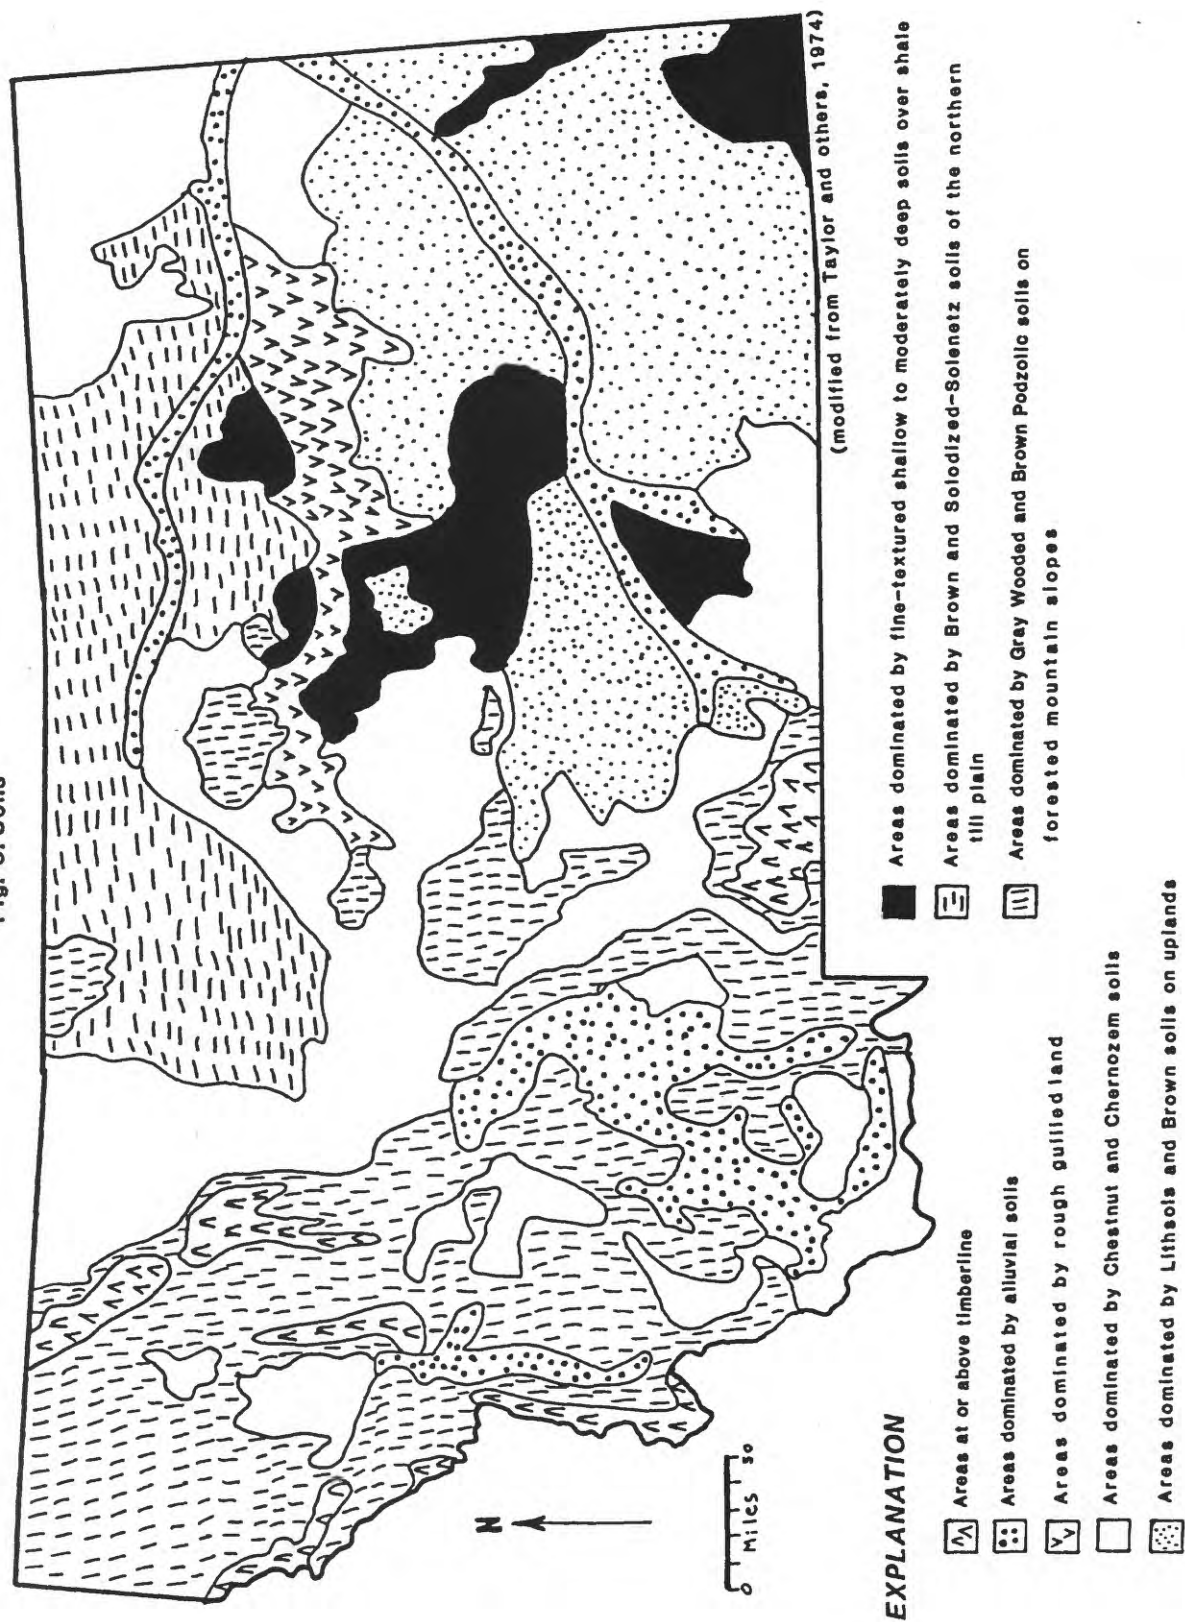 Fig. Soils
(modified from Taylor and others, 1974)
N
0 50
Miles
EXPLANATION
Areas at or above timberline
Areas dominated by alluvial soils
Areas dominated by rough gullied land
Areas dominated by Chestnut and Chernozem soils
Areas dominated by Lithsols and Brown soils on uplands
Areas dominated by fine-textured shallow to moderately deep soils over shale
Areas dominated by Brown and Solodized-Solenetz soils of the northern
till plain
Areas dominated by Gray Wooded and Brown Podzolic soils on
forested mountain slopes